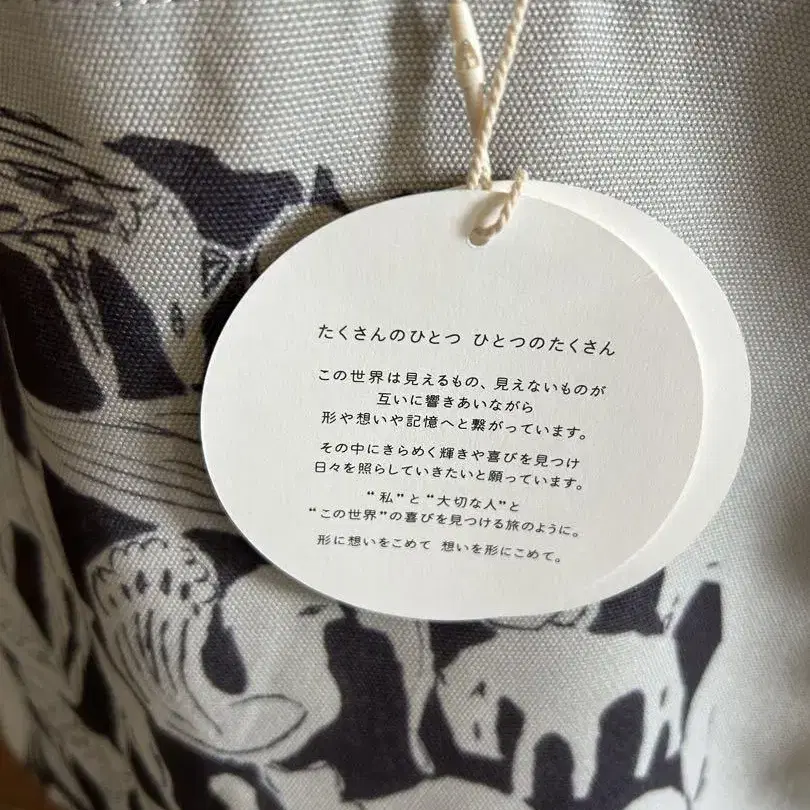 たくさんのひとつ ひとつのたくさん
この世界は見えるもの、見えないものが
互いに響きあいながら
形や想いや記憶へと繋がっています。
その中にきらめく輝きや喜びを見つけ
日々を照らしていきたいと願っています。
“私”と“大切な人”と
“この世界”の喜びを見つける旅のように。
形に想いをこめて 想いを形にこめて。